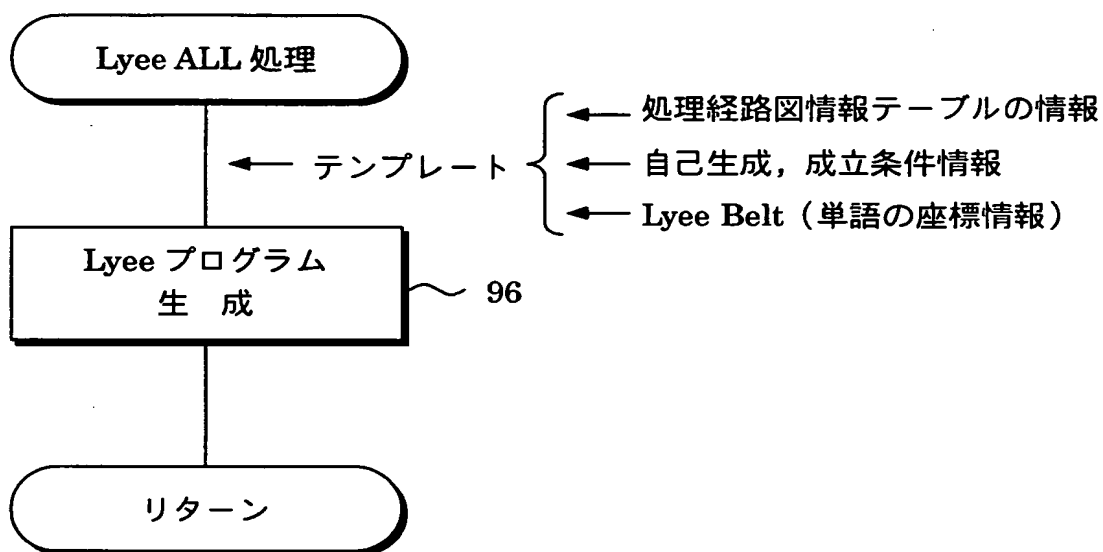 Lyee ALL 処理
処理経路図情報テーブルの情報
テンプレート
自己生成, 成立条件情報
Lyee Belt (単語の座標情報)
Lyee プログラム
生 成
96
リターン